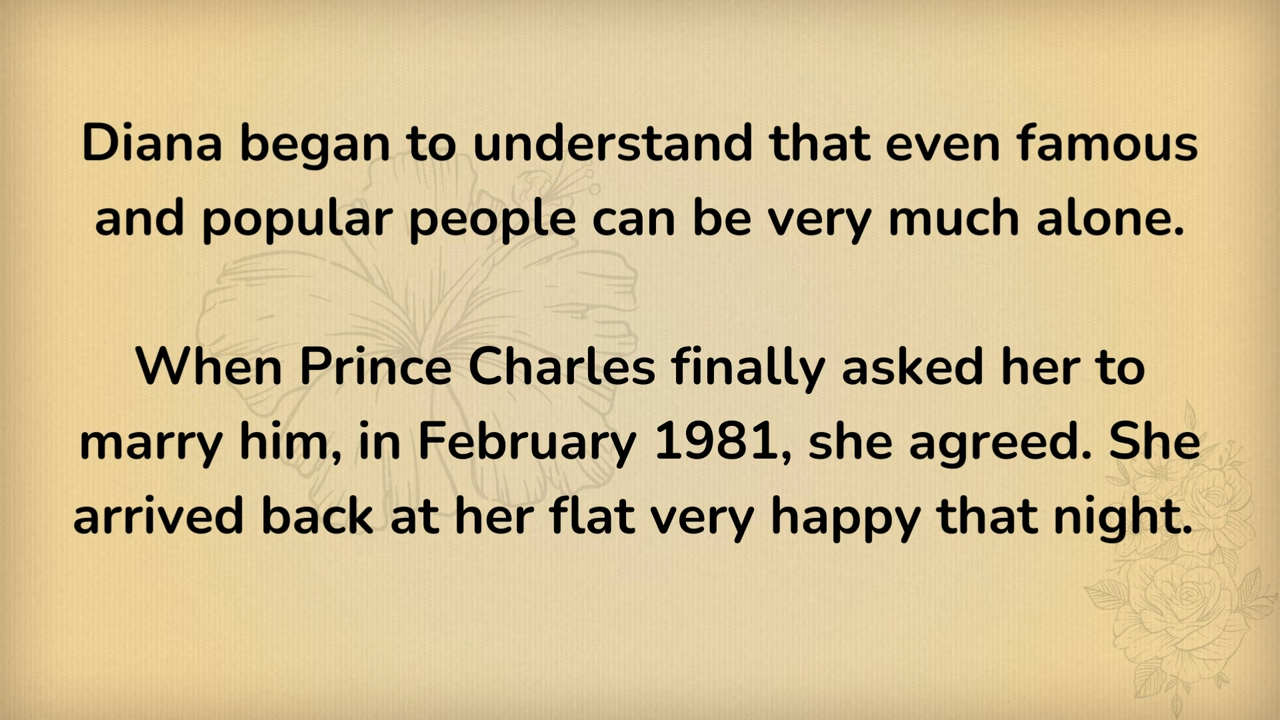 Diana began to understand that even famous
and popular people can be very much alone.
When Prince Charles finally asked her to
marry him, in February 1981, she agreed. She
arrived back at her flat very happy that night.